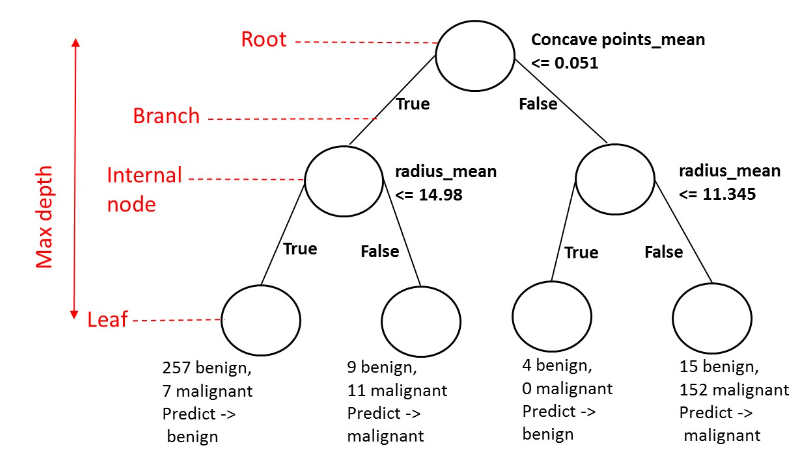 Root
Concave points_mean
<= 0.051
True
False
Branch
Internal
node
radius_mean
<= 14.98
radius_mean
<= 11.345
Max depth
True
False
True
False
Leaf
257 benign,
7 malignant
Predict ->
benign
9 benign,
11 malignant
Predict ->
malignant
4 benign,
0 malignant
Predict ->
benign
15 benign,
152 malignant
Predict ->
malignant